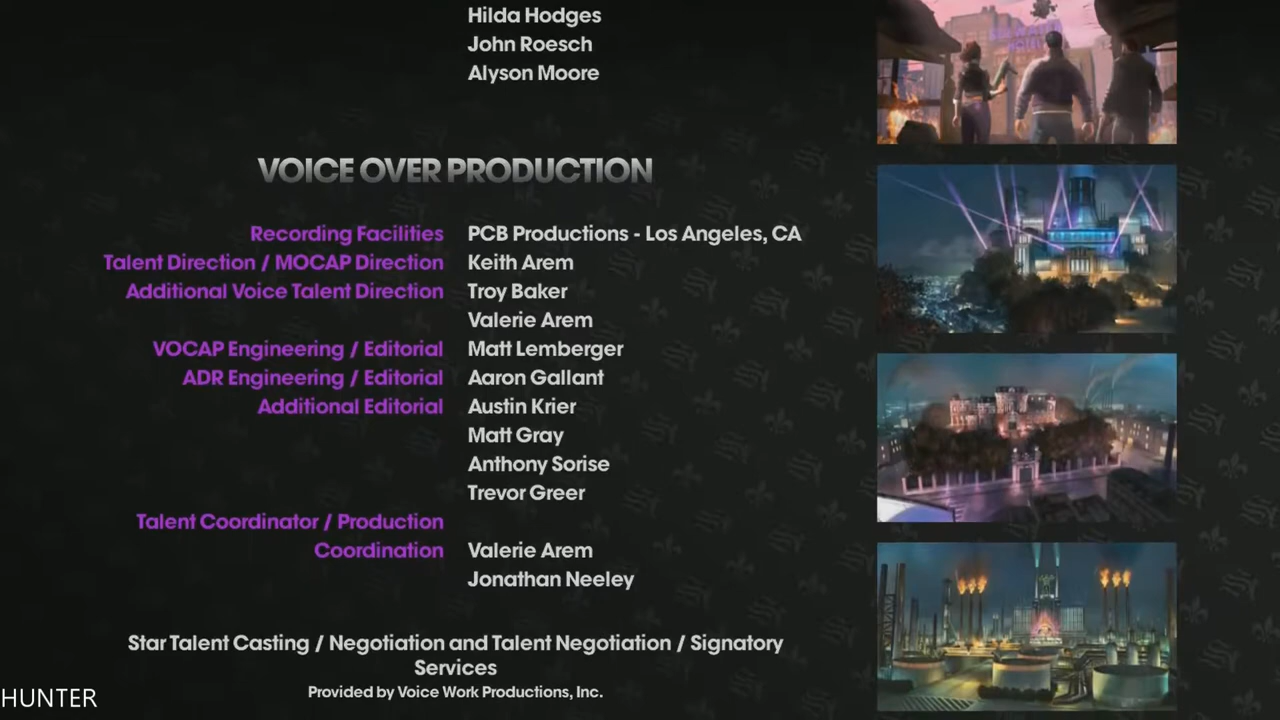 Hilda Hodges
John Roesch
Alyson Moore
VOICE OVER PRODUCTION
Recording Facilities PCB Productions - Los Angeles, CA
Talent Direction / MOCAP Direction Keith Arem
Additional Voice Talent Direction Troy Baker
Valerie Arem
VOCAP Engineering / Editorial Matt Lemberger
ADR Engineering / Editorial Aaron Gallant
Additional Editorial Austin Krier
Matt Gray
Anthony Sorise
Trevor Greer
Talent Coordinator / Production
Coordination Valerie Arem
Jonathan Neeley
Star Talent Casting / Negotiation and Talent Negotiation / Signatory
Services
Provided by Voice Work Productions, Inc.
HUNTER